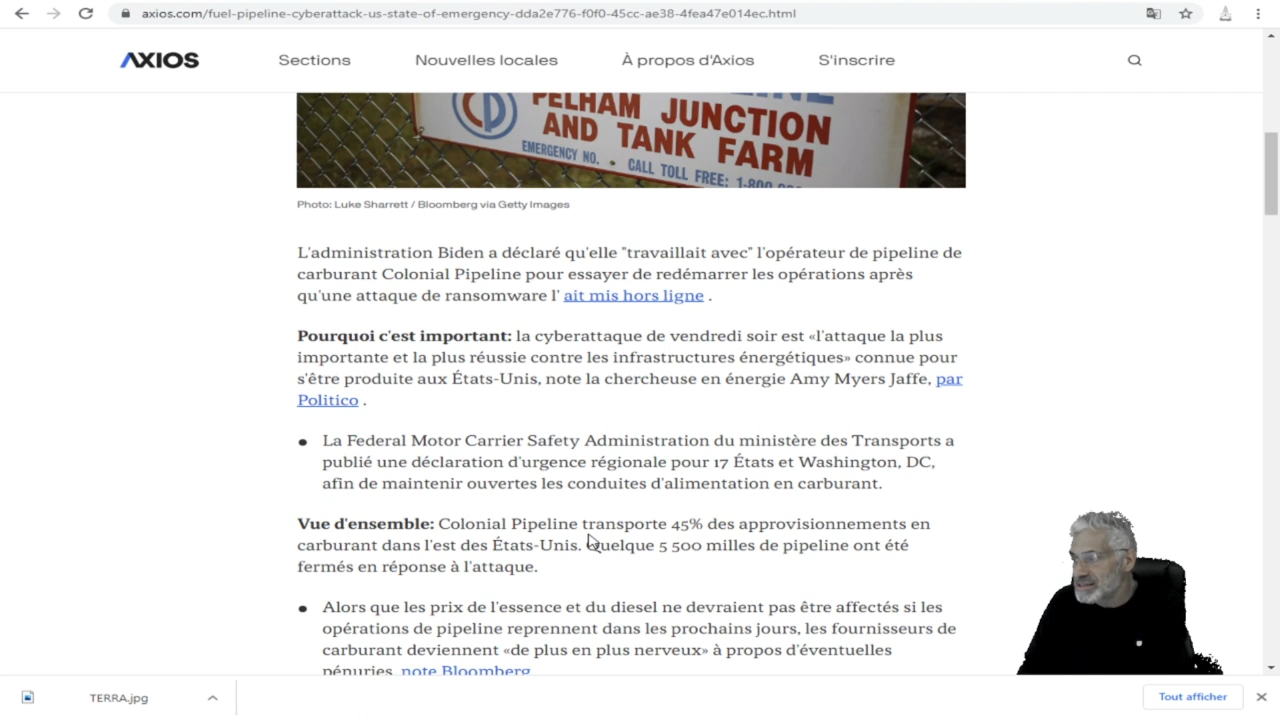 axios.com/fuel-pipeline-cyberattack-us-state-of-emergency-dda2e776-f0f0-45cc-ae38-4fea47e014ec.html
AXIOS
Sections
Nouvelles locales
À propos d'Axios
S'inscrire
PELHAM JUNCTION
AND TANK FARM
EMERGENCY NO. CALL TOLL FREE:
Photo: Luke Sharrett / Bloomberg via Getty Images
L'administration Biden a déclaré qu'elle "travaillait avec" l'opérateur de pipeline de
carburant Colonial Pipeline pour essayer de redémarrer les opérations après
qu'une attaque de ransomware l' ait mis hors ligne .
Pourquoi c'est important: la cyberattaque de vendredi soir est «l'attaque la plus
importante et la plus réussie contre les infrastructures énergétiques» connue pour
s'être produite aux États-Unis, note la chercheuse en énergie Amy Myers Jaffe, par
Politico .
● La Federal Motor Carrier Safety Administration du ministère des Transports a
publié une déclaration d'urgence régionale pour 17 États et Washington, DC,
afin de maintenir ouvertes les conduites d'alimentation en carburant.
Vue d'ensemble: Colonial Pipeline transporte 45% des approvisionnements en
carburant dans l'est des États-Unis. Quelque 5 500 milles de pipeline ont été
fermés en réponse à l'attaque.
● Alors que les prix de l'essence et du diesel ne devraient pas être affectés si les
opérations de pipeline reprennent dans les prochains jours, les fournisseurs de
carburant deviennent «de plus en plus nerveux» à propos d'éventuelles
pénuries, note Bloomberg
TERRA.jpg
Tout afficher